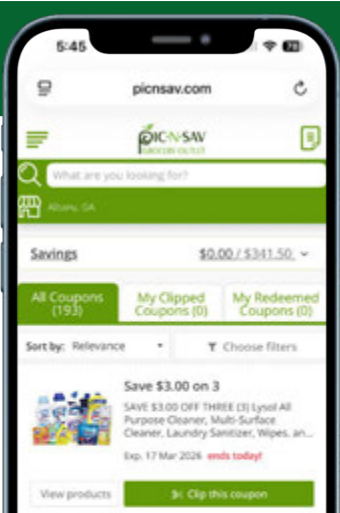 5:45
picnsav.com
PIC-N-SAV
GROCERY OUTLET
What are you looking for?
Albany, GA
Savings $0.00 / $341.50
All Coupons (193)
My Clipped Coupons (0)
My Redeemed Coupons (0)
Sort by: Relevance
Choose filters
Save $3.00 on 3
SAVE $3.00 OFF THREE (3) Lysol All
Purpose Cleaner, Multi-Surface
Cleaner, Laundry Sanitizer, Wipes, an...
Exp. 17 Mar 2026 ends today!
View products
Clip this coupon